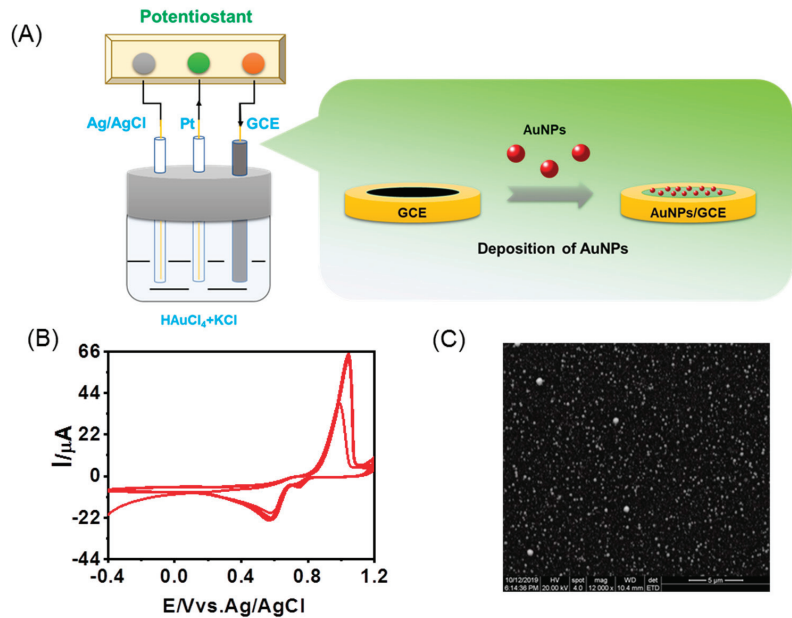 (A)
Potentiostant
Ag/AgCl
Pt
GCE
HAuCl₄+KCl
AuNPs
GCE
AuNPs/GCE
Deposition of AuNPs
(B)
I/μA
66
44
22
0
-22
-44
-0.4 0.0 0.4 0.8 1.2
E/Vvs.Ag/AgCl
(C)
10/12/2019 HV spot mag WD det
6:14:38 PM 20.00 kV 4.0 12 000 x 10.4 mm ETD
5 μm